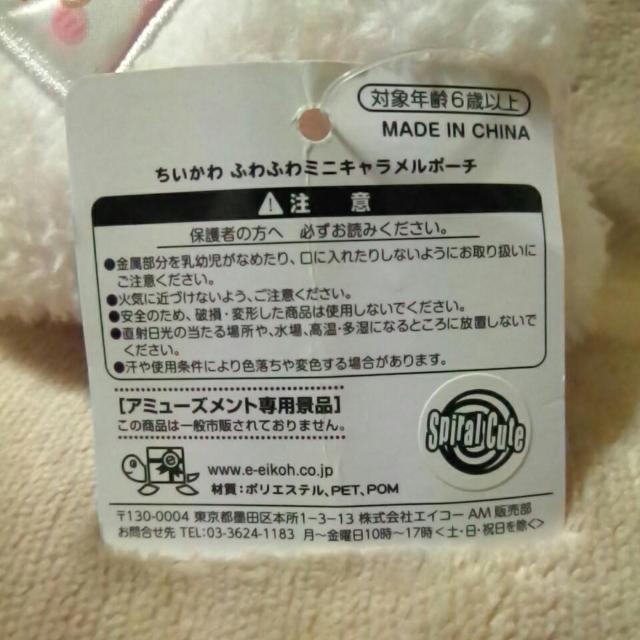 対象年齢6歳以上
MADE IN CHINA
ちいかわ ふわふわミニキャラメルポーチ
注 意
保護者の方へ 必ずお読みください。
●金属部分を乳幼児がなめたり、口に入れたりしないようにお取り扱いに
ご注意ください。
●火気に近づけないよう、ご注意ください。
●安全のため、破損・変形した商品は使用しないでください。
●直射日光の当たる場所や、水場、高温・多湿になるところに放置しないで
ください。
●汗や使用条件により色落ちや変色する場合があります。
[アミューズメント専用景品]
この商品は一般市販されておりません。
Spiral Cute
www.e-eikoh.co.jp
材質:ポリエステル、PET、POM
〒130-0004 東京都墨田区本所1-3-13 株式会社エイコー AM販売部
お問合せ先 TEL:03-3624-1183 月〜金曜日10時〜17時<土・日・祝日を除く>